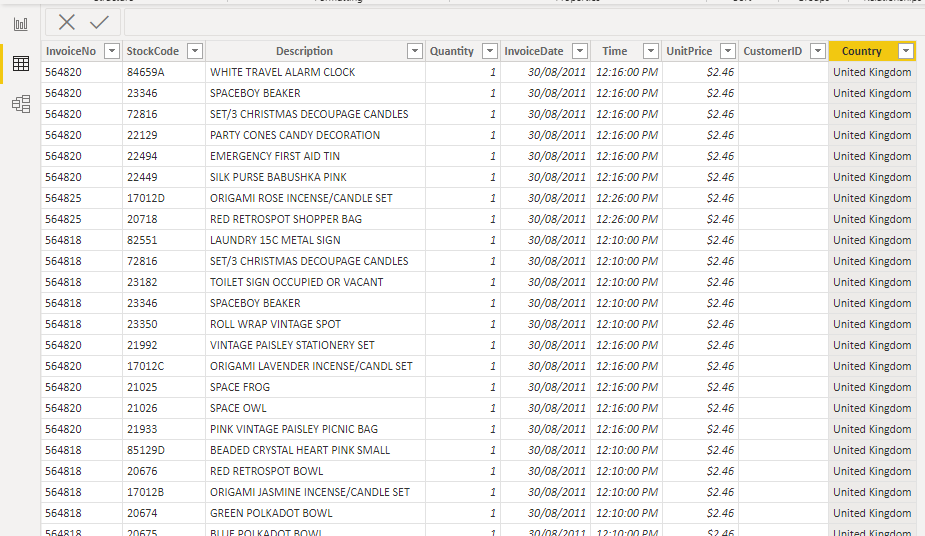 Structure Formatting Properties Sort Groups Relationships
InvoiceNo StockCode Description Quantity InvoiceDate Time UnitPrice CustomerID Country
564820 84659A WHITE TRAVEL ALARM CLOCK 1 30/08/2011 12:16:00 PM $2.46 United Kingdom
564820 23346 SPACEBOY BEAKER 1 30/08/2011 12:16:00 PM $2.46 United Kingdom
564820 72816 SET/3 CHRISTMAS DECOUPAGE CANDLES 1 30/08/2011 12:16:00 PM $2.46 United Kingdom
564820 22129 PARTY CONES CANDY DECORATION 1 30/08/2011 12:16:00 PM $2.46 United Kingdom
564820 22494 EMERGENCY FIRST AID TIN 1 30/08/2011 12:16:00 PM $2.46 United Kingdom
564820 22449 SILK PURSE BABUSHKA PINK 1 30/08/2011 12:16:00 PM $2.46 United Kingdom
564825 17012D ORIGAMI ROSE INCENSE/CANDLE SET 1 30/08/2011 12:26:00 PM $2.46 United Kingdom
564825 20718 RED RETROSPOT SHOPPER BAG 1 30/08/2011 12:26:00 PM $2.46 United Kingdom
564818 82551 LAUNDRY 15C METAL SIGN 1 30/08/2011 12:10:00 PM $2.46 United Kingdom
564818 72816 SET/3 CHRISTMAS DECOUPAGE CANDLES 1 30/08/2011 12:10:00 PM $2.46 United Kingdom
564818 23182 TOILET SIGN OCCUPIED OR VACANT 1 30/08/2011 12:10:00 PM $2.46 United Kingdom
564818 23346 SPACEBOY BEAKER 1 30/08/2011 12:10:00 PM $2.46 United Kingdom
564818 23350 ROLL WRAP VINTAGE SPOT 1 30/08/2011 12:10:00 PM $2.46 United Kingdom
564820 21992 VINTAGE PAISLEY STATIONERY SET 1 30/08/2011 12:16:00 PM $2.46 United Kingdom
564820 17012C ORIGAMI LAVENDER INCENSE/CANDL SET 1 30/08/2011 12:16:00 PM $2.46 United Kingdom
564820 21025 SPACE FROG 1 30/08/2011 12:16:00 PM $2.46 United Kingdom
564820 21026 SPACE OWL 1 30/08/2011 12:16:00 PM $2.46 United Kingdom
564820 21933 PINK VINTAGE PAISLEY PICNIC BAG 1 30/08/2011 12:16:00 PM $2.46 United Kingdom
564818 85129D BEADED CRYSTAL HEART PINK SMALL 1 30/08/2011 12:10:00 PM $2.46 United Kingdom
564818 20676 RED RETROSPOT BOWL 1 30/08/2011 12:10:00 PM $2.46 United Kingdom
564818 17012B ORIGAMI JASMINE INCENSE/CANDLE SET 1 30/08/2011 12:10:00 PM $2.46 United Kingdom
564818 20674 GREEN POLKADOT BOWL 1 30/08/2011 12:10:00 PM $2.46 United Kingdom
564818 20675 BLUE POLKADOT BOWL 1 30/08/2011 12:10:00 PM $2.46 United Kingdom